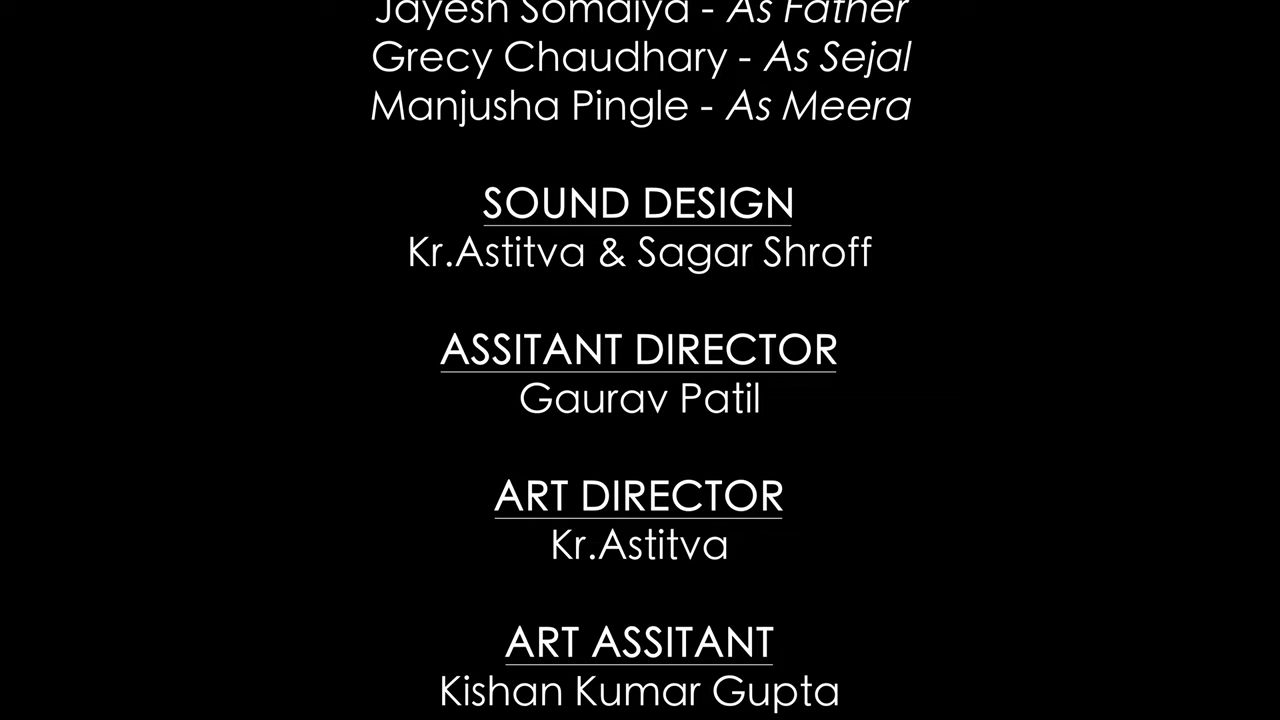 Jayesh Somaiya - As Father
Grecy Chaudhary - As Sejal
Manjusha Pingle - As Meera
SOUND DESIGN
Kr.Astitva & Sagar Shroff
ASSITANT DIRECTOR
Gaurav Patil
ART DIRECTOR
Kr.Astitva
ART ASSITANT
Kishan Kumar Gupta